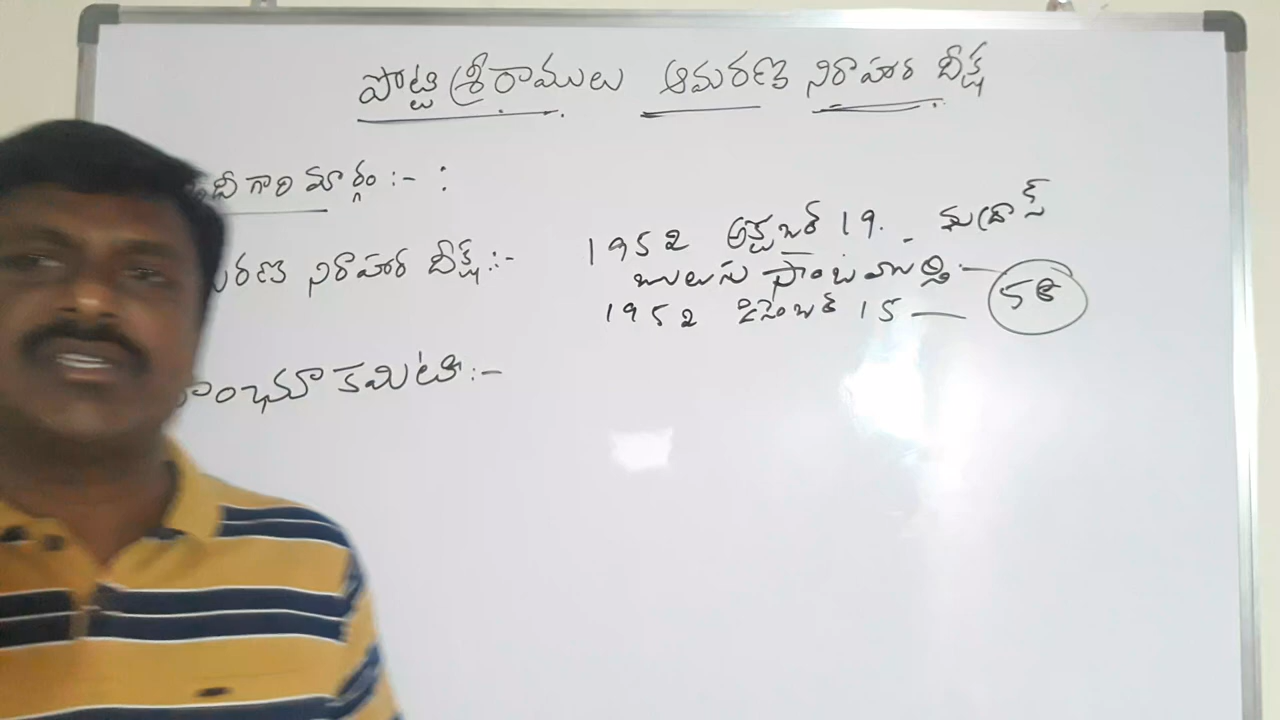 పొట్టి శ్రీరాములు ఆమరణ నిరాహార దీక్ష
గారి మార్గం :- :
1952 అక్టోబర్ 19. - మద్రాస్
రణ నిరాహార దీక్ష :-
బులుసు సాంబమూర్తి —
1952 డిసెంబర్ 15 — 58
కమిటి :-